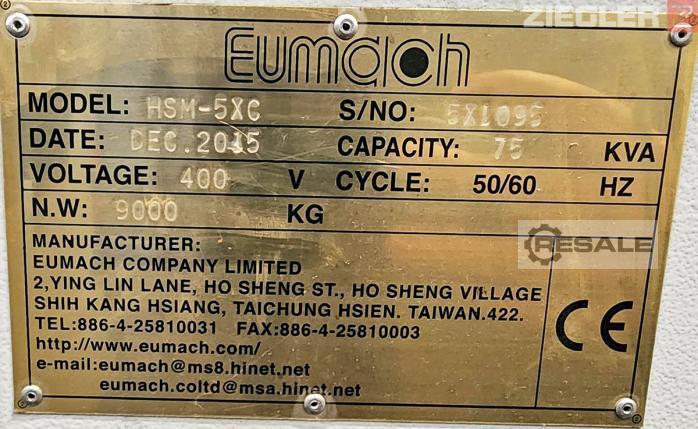 ZIEGLER
Eumach
MODEL: HSM-5XC S/NO: 5X1095
DATE: DEC.2015 CAPACITY: 75 KVA
VOLTAGE: 400 V CYCLE: 50/60 HZ
N.W: 9000 KG
RESALE
MANUFACTURER:
EUMACH COMPANY LIMITED
2,YING LIN LANE, HO SHENG ST., HO SHENG VILLAGE
SHIH KANG HSIANG, TAICHUNG HSIEN. TAIWAN.422.
TEL:886-4-25810031 FAX:886-4-25810003
http://www.eumach.com/
e-mail:eumach@ms8.hinet.net
eumach.coltd@msa.hinet.net
CE